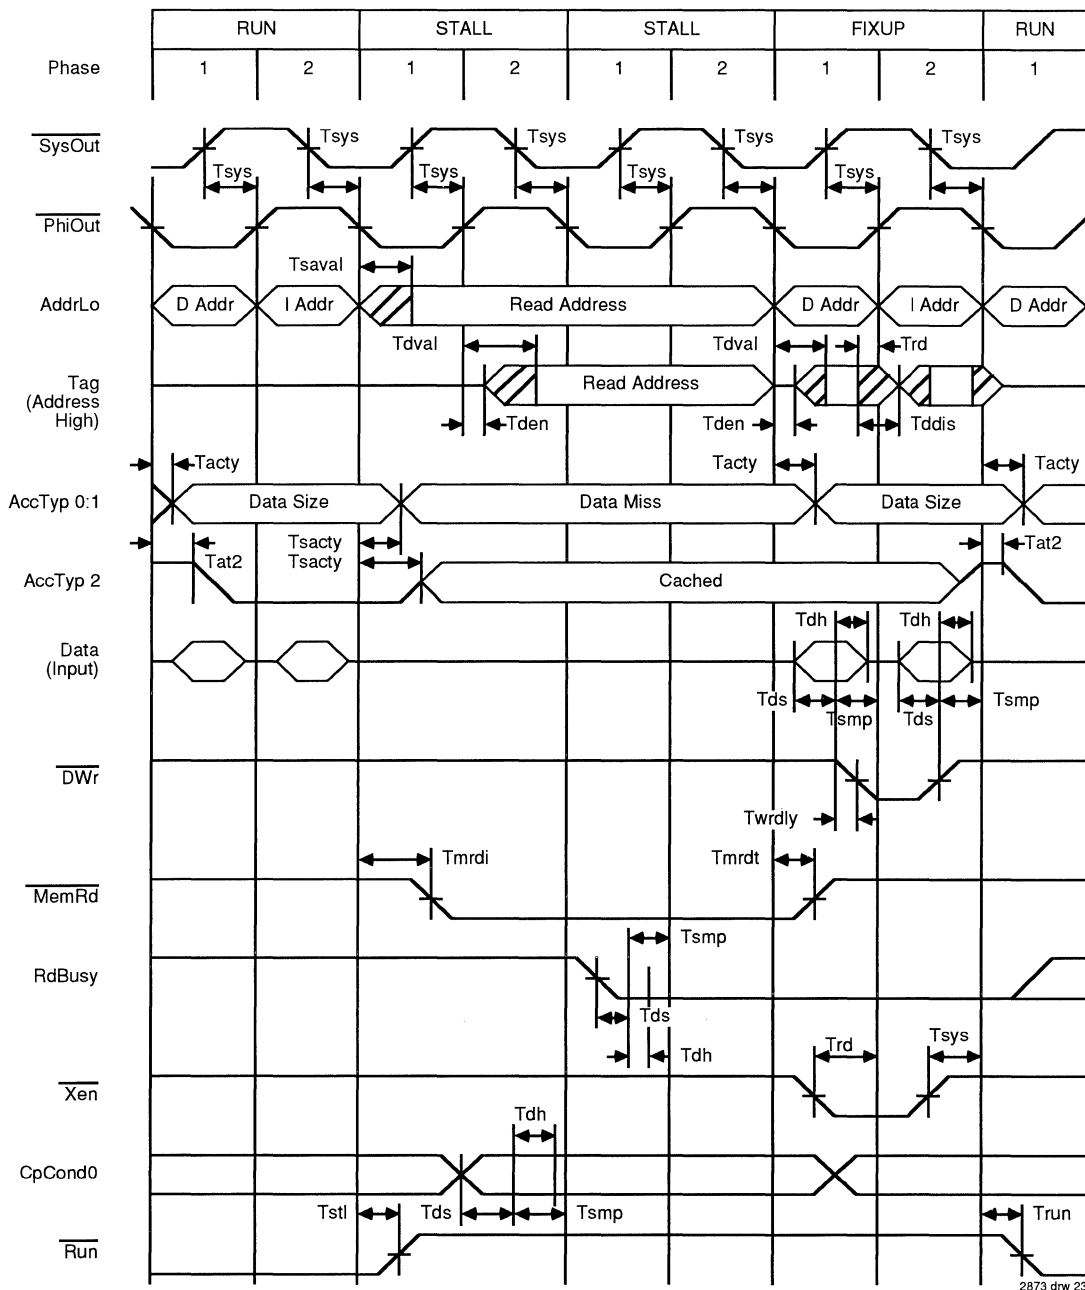 RUN STALL STALL FIXUP RUN
Phase 1 2 1 2 1 2 1 2 1
SysOut Tsys Tsys Tsys Tsys
Tsys Tsys Tsys Tsys
PhiOut
Tsaval
AddrLo D Addr I Addr Read Address D Addr I Addr D Addr
Tdval Tdval Trd
Tag
(Address
High)
Read Address
Tden Tden Tddis
Tacty Tacty Tacty
AccTyp 0:1 Data Size Data Miss Data Size
Tsacty
Tat2 Tsacty Tat2
AccTyp 2 Cached
Tdh Tdh
Data
(Input)
Tds Tsmp Tds Tsmp
DWr
Twrdly
Tmrdi Tmrdt
MemRd
Tsmp
RdBusy
Tds
Tdh
Trd Tsys
Xen
Tdh
CpCond0
Tstl Tds Tsmp Trun
Run
2873 drw 23